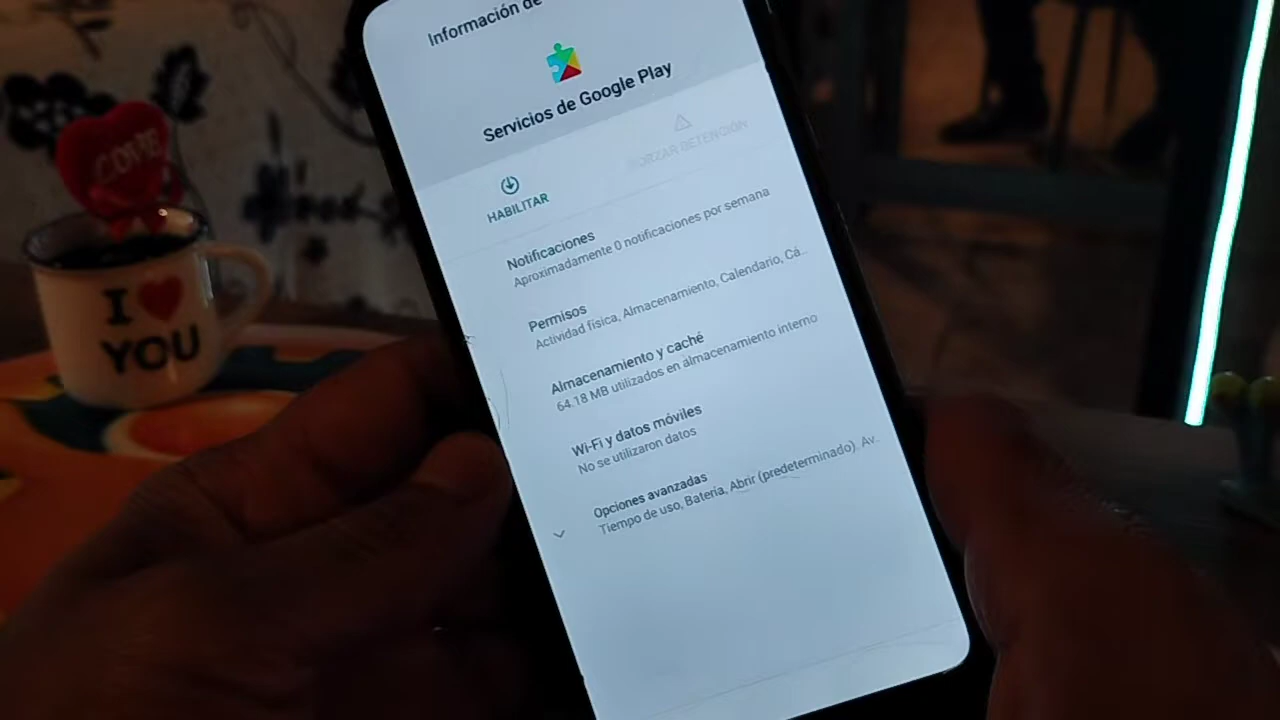 Información de
Servicios de Google Play
HABILITAR
FORZAR DETENCIÓN
Notificaciones
Aproximadamente 0 notificaciones por semana
Permisos
Actividad física, Almacenamiento, Calendario, Cá...
Almacenamiento y caché
64.18 MB utilizados en almacenamiento interno
Wi-Fi y datos móviles
No se utilizaron datos
Opciones avanzadas
Tiempo de uso, Batería, Abrir (predeterminado), Av.
I
YOU